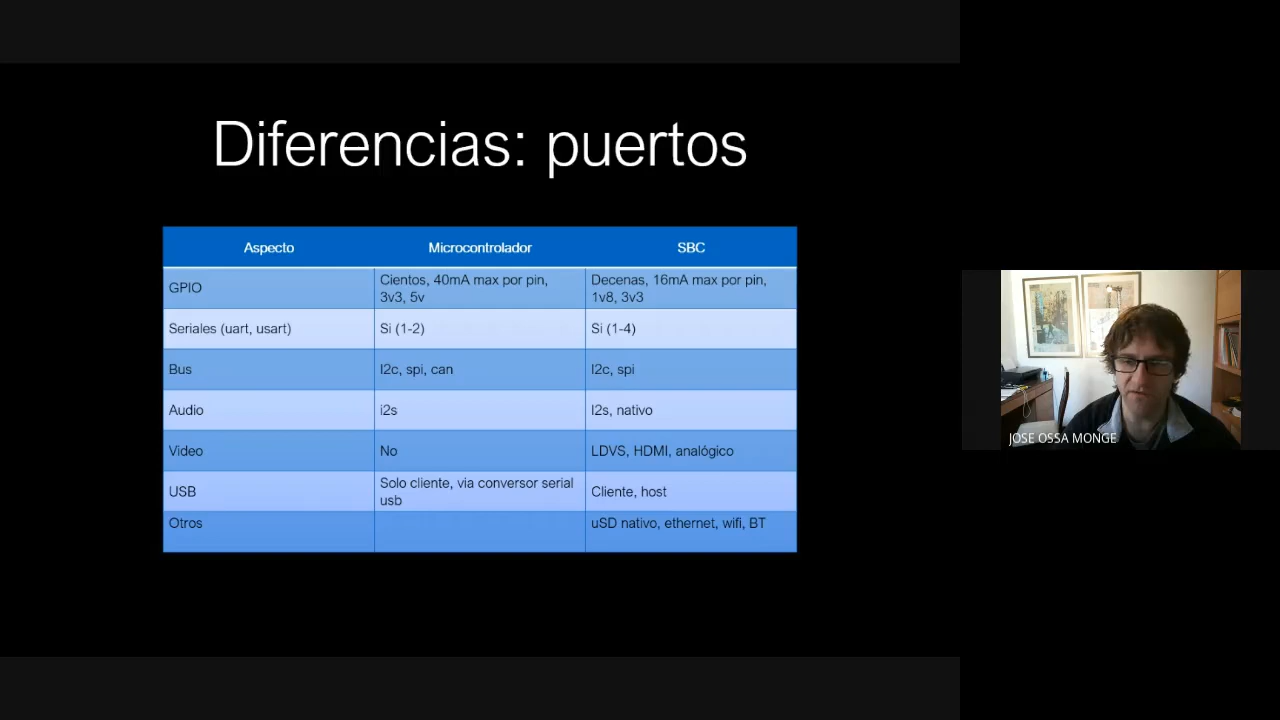 Diferencias: puertos
Aspecto
Microcontrolador
SBC
GPIO
Cientos, 40mA max por pin,
3v3, 5v
Decenas, 16mA max por pin,
1v8, 3v3
Seriales (uart, usart)
Si (1-2)
Si (1-4)
Bus
I2c, spi, can
I2c, spi
Audio
i2s
I2s, nativo
Video
No
LDVS, HDMI, analógico
USB
Solo cliente, via conversor serial
usb
Cliente, host
Otros
uSD nativo, ethernet, wifi, BT
JOSE OSSA MONGE